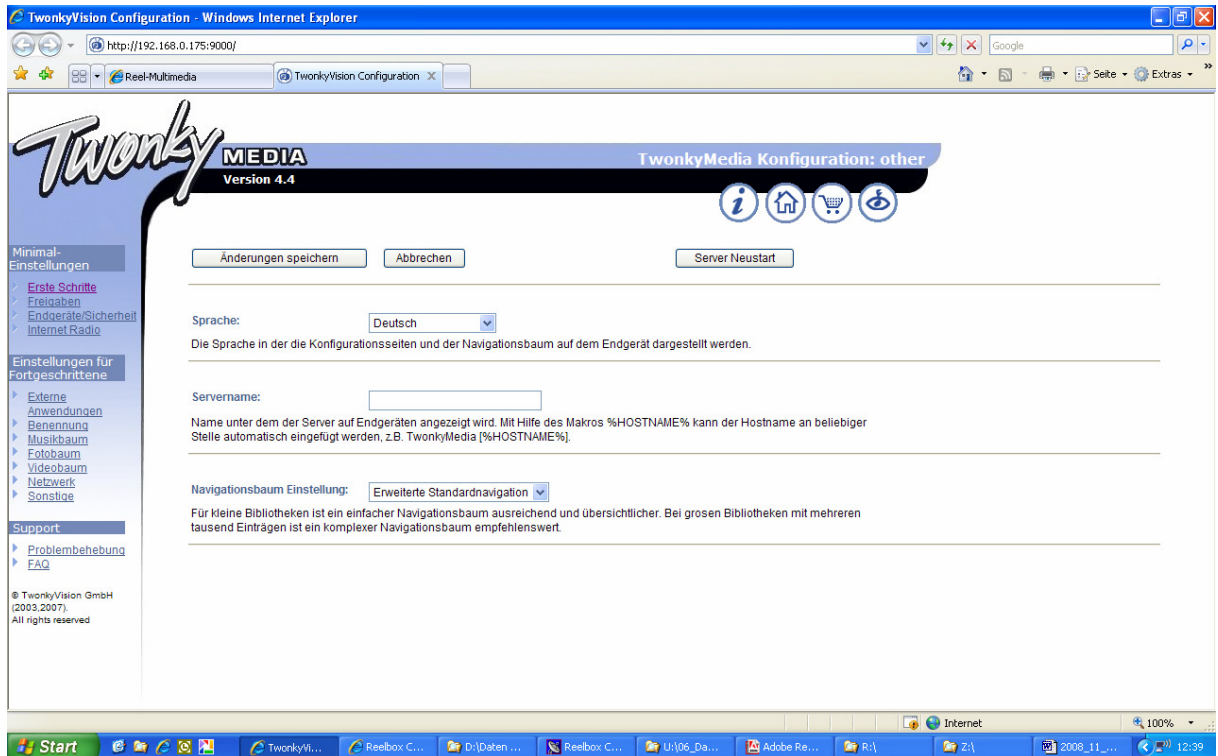 TwonkyVision Configuration - Windows Internet Explorer
http://192.168.0.175:9000/
Google
Reel-Multimedia
TwonkyVision Configuration
Seite
Extras
Twonky
MEDIA
Version 4.4
TwonkyMedia Konfiguration: other
Minimal-
Einstellungen
Erste Schritte
Freigaben
Endgeräte/Sicherheit
Internet Radio
Einstellungen für
Fortgeschrittene
Externe
Anwendungen
Benennung
Musikbaum
Fotobaum
Videobaum
Netzwerk
Sonstige
Support
Problembehebung
FAQ
© TwonkyVision GmbH
(2003,2007).
All rights reserved
Änderungen speichern
Abbrechen
Server Neustart
Sprache:
Deutsch
Die Sprache in der die Konfigurationsseiten und der Navigationsbaum auf dem Endgerät dargestellt werden.
Servername:
Name unter dem der Server auf Endgeräten angezeigt wird. Mit Hilfe des Makros %HOSTNAME% kann der Hostname an beliebiger
Stelle automatisch eingefügt werden, z.B. TwonkyMedia [%HOSTNAME%].
Navigationsbaum Einstellung:
Erweiterte Standardnavigation
Für kleine Bibliotheken ist ein einfacher Navigationsbaum ausreichend und übersichtlicher. Bei grosen Bibliotheken mit mehreren
tausend Einträgen ist ein komplexer Navigationsbaum empfehlenswert.
Internet
100%
Start
TwonkyVi...
Reelbox C...
D:\Daten ...
Reelbox C...
U:\06_Da...
Adobe Re...
R:\
Z:\
2008_11_...
12:39